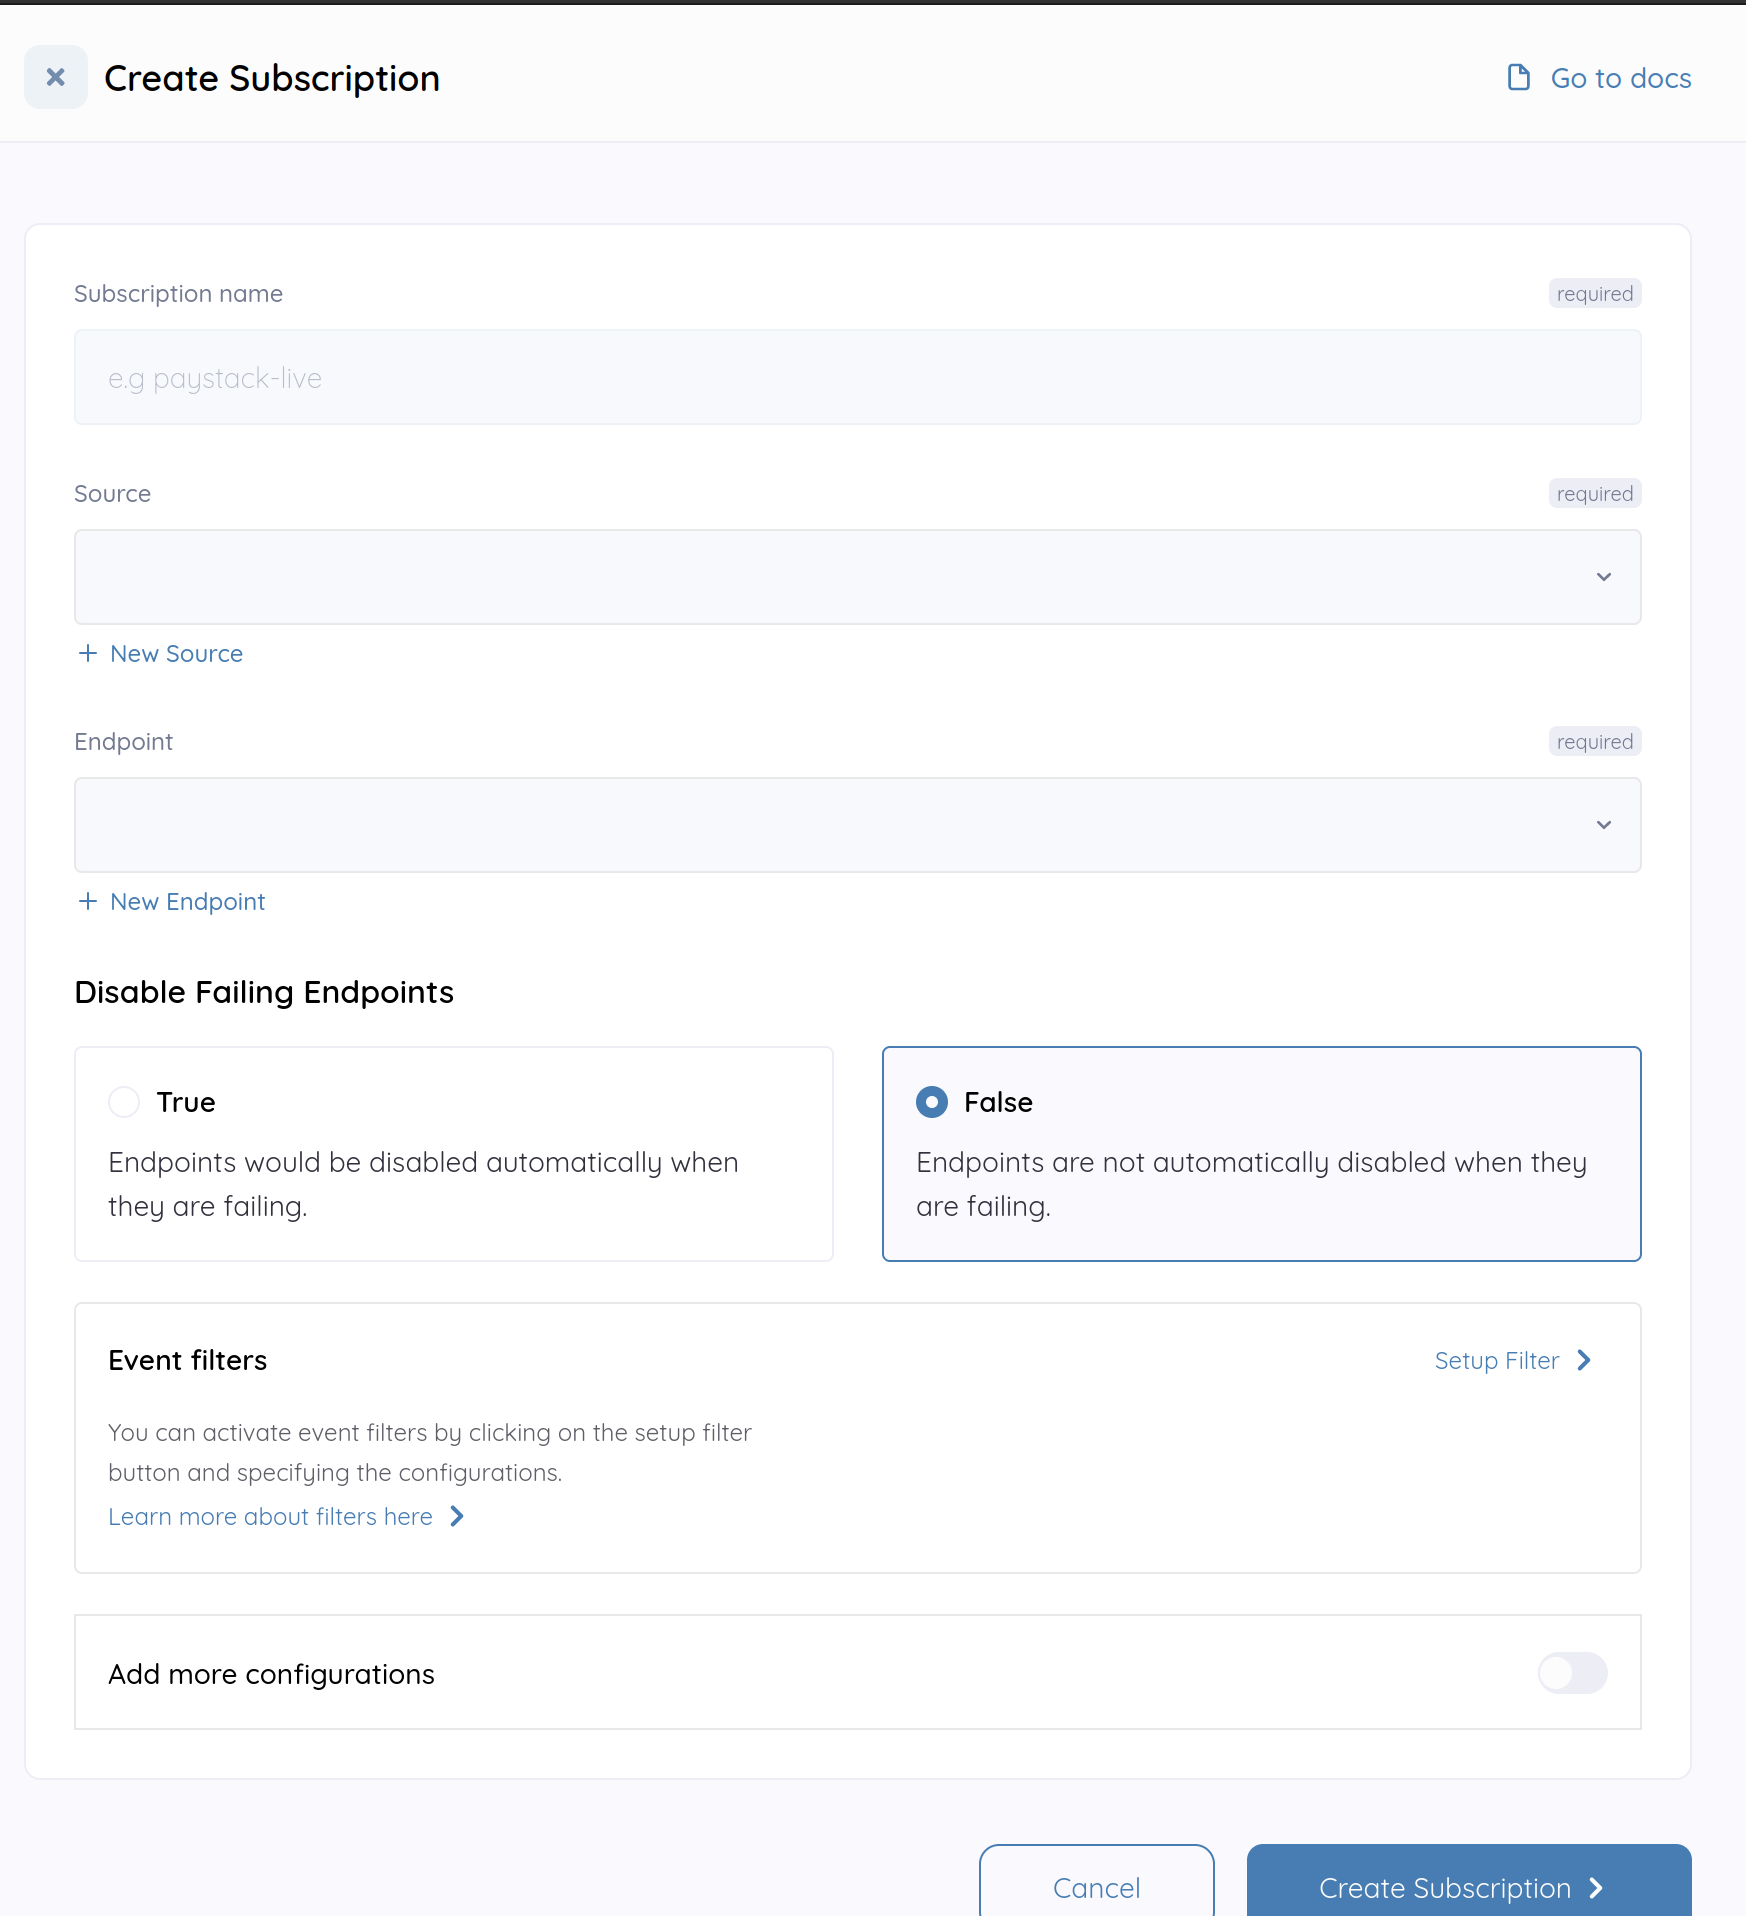 Create Subscription
Go to docs
Subscription name
required
e.g paystack-live
Source
required
New Source
Endpoint
required
New Endpoint
Disable Failing Endpoints
True
Endpoints would be disabled automatically when
they are failing.
False
Endpoints are not automatically disabled when they
are failing.
Event filters
Setup Filter
You can activate event filters by clicking on the setup filter
button and specifying the configurations.
Learn more about filters here
Add more configurations
Cancel
Create Subscription